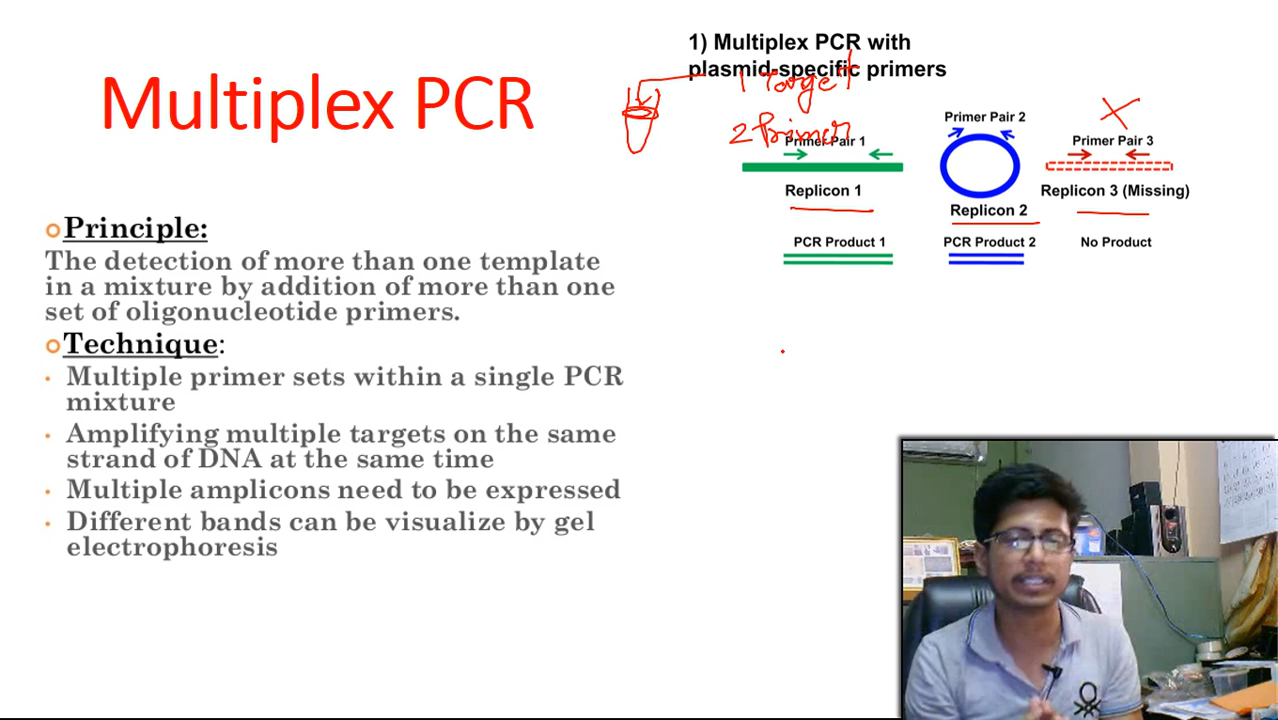 Multiplex PCR
Principle:
The detection of more than one template
in a mixture by addition of more than one
set of oligonucleotide primers.
Technique:
• Multiple primer sets within a single PCR
mixture
• Amplifying multiple targets on the same
strand of DNA at the same time
• Multiple amplicons need to be expressed
• Different bands can be visualize by gel
electrophoresis
1) Multiplex PCR with
plasmid-specific primers
1 Target
2 Primer
Primer Pair 1
Replicon 1
PCR Product 1
Primer Pair 2
Replicon 2
PCR Product 2
Primer Pair 3
Replicon 3 (Missing)
No Product